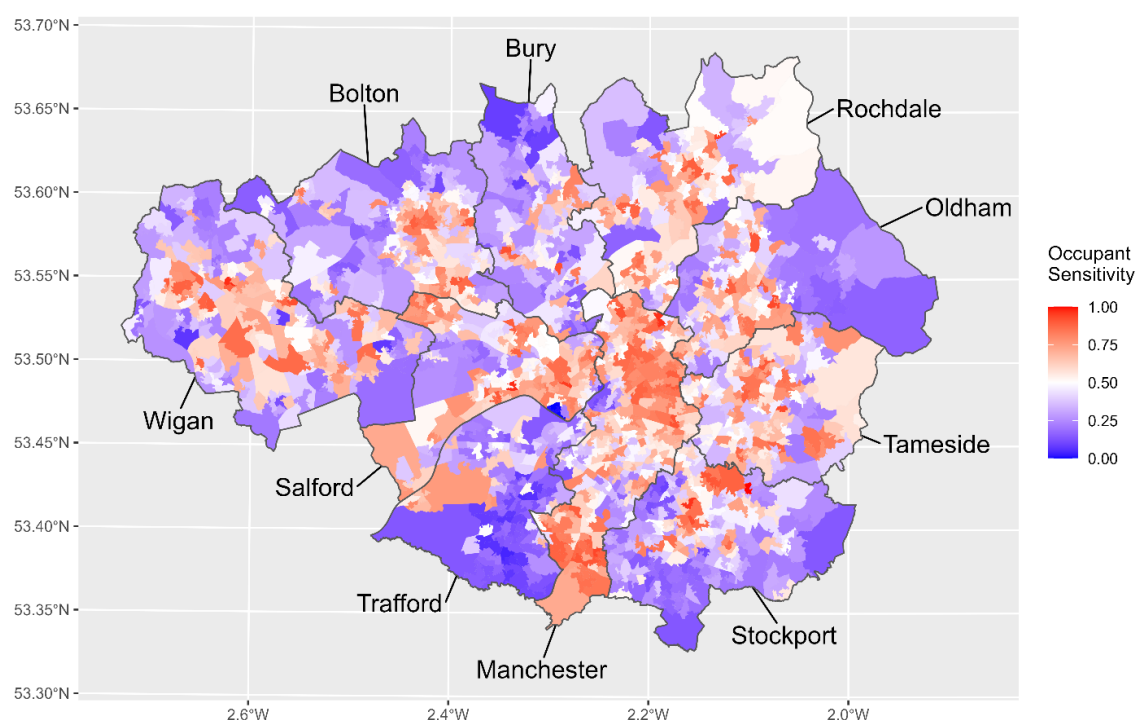 53.70°N
Bury
Bolton
53.65°N
Rochdale
53.60°N
Oldham
53.55°N
Occupant
Sensitivity
1.00
0.75
0.50
0.25
0.00
53.50°N
Wigan
53.45°N
Tameside
Salford
53.40°N
Trafford
53.35°N
Stockport
Manchester
53.30°N
2.6°W
2.4°W
2.2°W
2.0°W